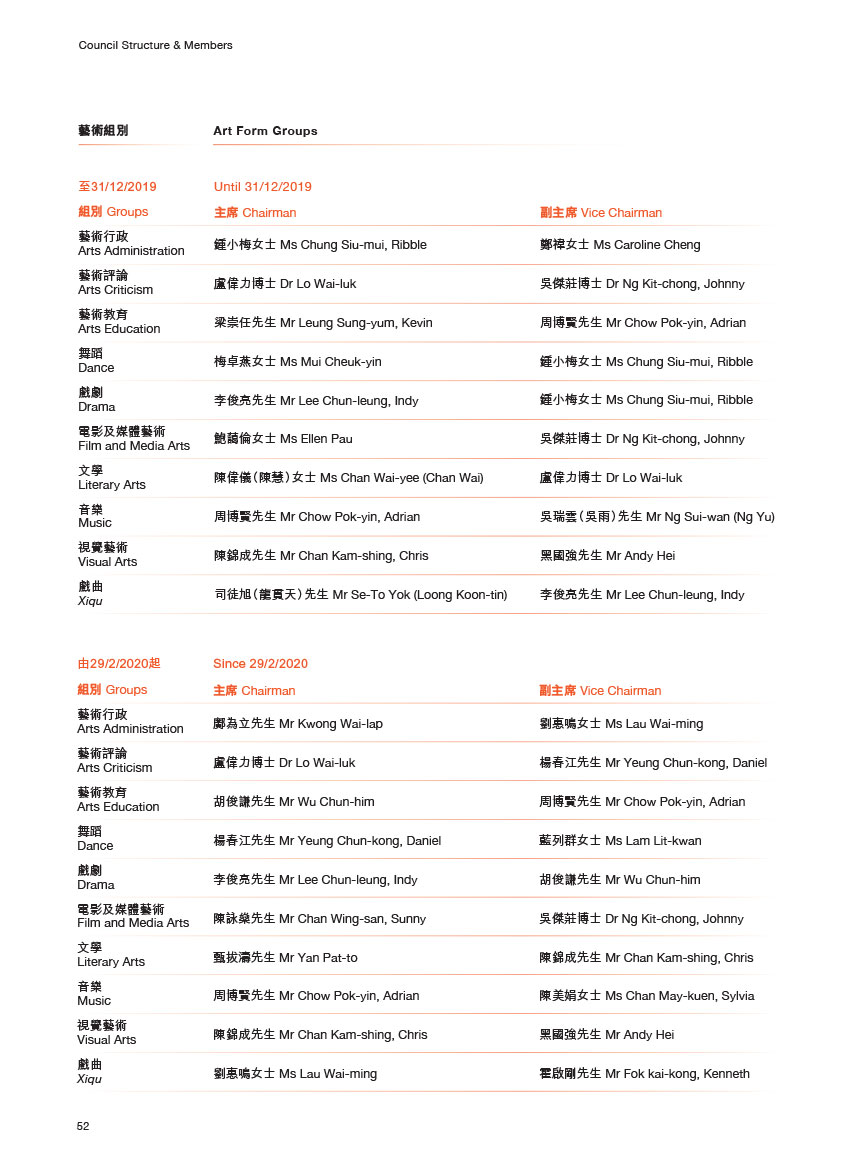 Council Structure & Members
藝術組別 Art Form Groups
至31/12/2019 Until 31/12/2019
組別 Groups 主席 Chairman 副主席 Vice Chairman
藝術行政
Arts Administration 鍾小梅女士 Ms Chung Siu-mui, Ribble 鄭禕女士 Ms Caroline Cheng
藝術評論
Arts Criticism 盧偉力博士 Dr Lo Wai-luk 吳傑莊博士 Dr Ng Kit-chong, Johnny
藝術教育
Arts Education 梁崇任先生 Mr Leung Sung-yum, Kevin 周博賢先生 Mr Chow Pok-yin, Adrian
舞蹈
Dance 梅卓燕女士 Ms Mui Cheuk-yin 鍾小梅女士 Ms Chung Siu-mui, Ribble
戲劇
Drama 李俊亮先生 Mr Lee Chun-leung, Indy 鍾小梅女士 Ms Chung Siu-mui, Ribble
電影及媒體藝術
Film and Media Arts 鮑藹倫女士 Ms Ellen Pau 吳傑莊博士 Dr Ng Kit-chong, Johnny
文學
Literary Arts 陳偉儀（陳慧）女士 Ms Chan Wai-yee (Chan Wai) 盧偉力博士 Dr Lo Wai-luk
音樂
Music 周博賢先生 Mr Chow Pok-yin, Adrian 吳瑞雲（吳雨）先生 Mr Ng Sui-wan (Ng Yu)
視覺藝術
Visual Arts 陳錦成先生 Mr Chan Kam-shing, Chris 黑國強先生 Mr Andy Hei
戲曲
Xiqu 司徒旭（龍貫天）先生 Mr Se-To Yok (Loong Koon-tin) 李俊亮先生 Mr Lee Chun-leung, Indy
由29/2/2020起 Since 29/2/2020
組別 Groups 主席 Chairman 副主席 Vice Chairman
藝術行政
Arts Administration 鄺為立先生 Mr Kwong Wai-lap 劉惠鳴女士 Ms Lau Wai-ming
藝術評論
Arts Criticism 盧偉力博士 Dr Lo Wai-luk 楊春江先生 Mr Yeung Chun-kong, Daniel
藝術教育
Arts Education 胡俊謙先生 Mr Wu Chun-him 周博賢先生 Mr Chow Pok-yin, Adrian
舞蹈
Dance 楊春江先生 Mr Yeung Chun-kong, Daniel 藍列群女士 Ms Lam Lit-kwan
戲劇
Drama 李俊亮先生 Mr Lee Chun-leung, Indy 胡俊謙先生 Mr Wu Chun-him
電影及媒體藝術
Film and Media Arts 陳詠燊先生 Mr Chan Wing-san, Sunny 吳傑莊博士 Dr Ng Kit-chong, Johnny
文學
Literary Arts 甄拔濤先生 Mr Yan Pat-to 陳錦成先生 Mr Chan Kam-shing, Chris
音樂
Music 周博賢先生 Mr Chow Pok-yin, Adrian 陳美娟女士 Ms Chan May-kuen, Sylvia
視覺藝術
Visual Arts 陳錦成先生 Mr Chan Kam-shing, Chris 黑國強先生 Mr Andy Hei
戲曲
Xiqu 劉惠鳴女士 Ms Lau Wai-ming 霍啟剛先生 Mr Fok kai-kong, Kenneth
52